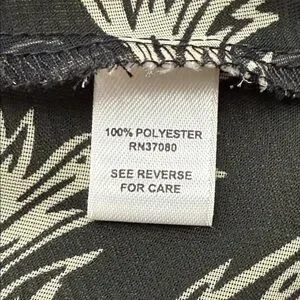 100% POLYESTER
RN37080
SEE REVERSE
FOR CARE